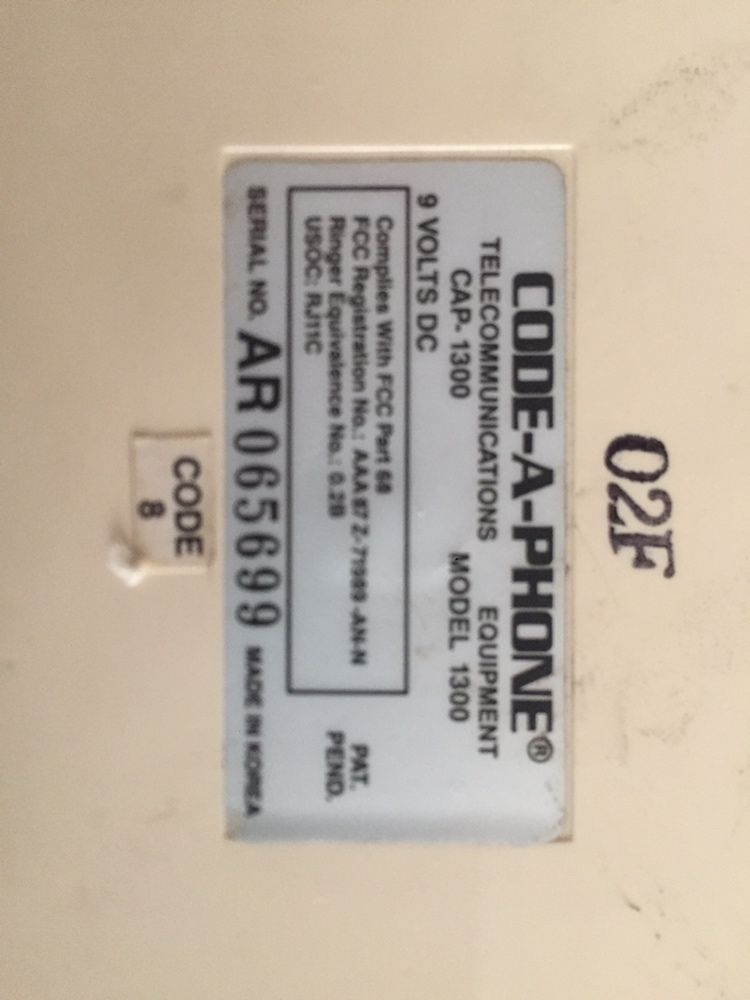 02F
CODE-A-PHONE®
TELECOMMUNICATIONS EQUIPMENT
CAP-1300 MODEL 1300
9 VOLTS DC
Complies With FCC Part 68
FCC Registration No.: AAA 87 Z-71989-AN-N
Ringer Equivalence No.: 0.2B
USOC: RJ11C
PAT.
PEND.
SERIAL NO. AR 065699 MADE IN KOREA
CODE
8